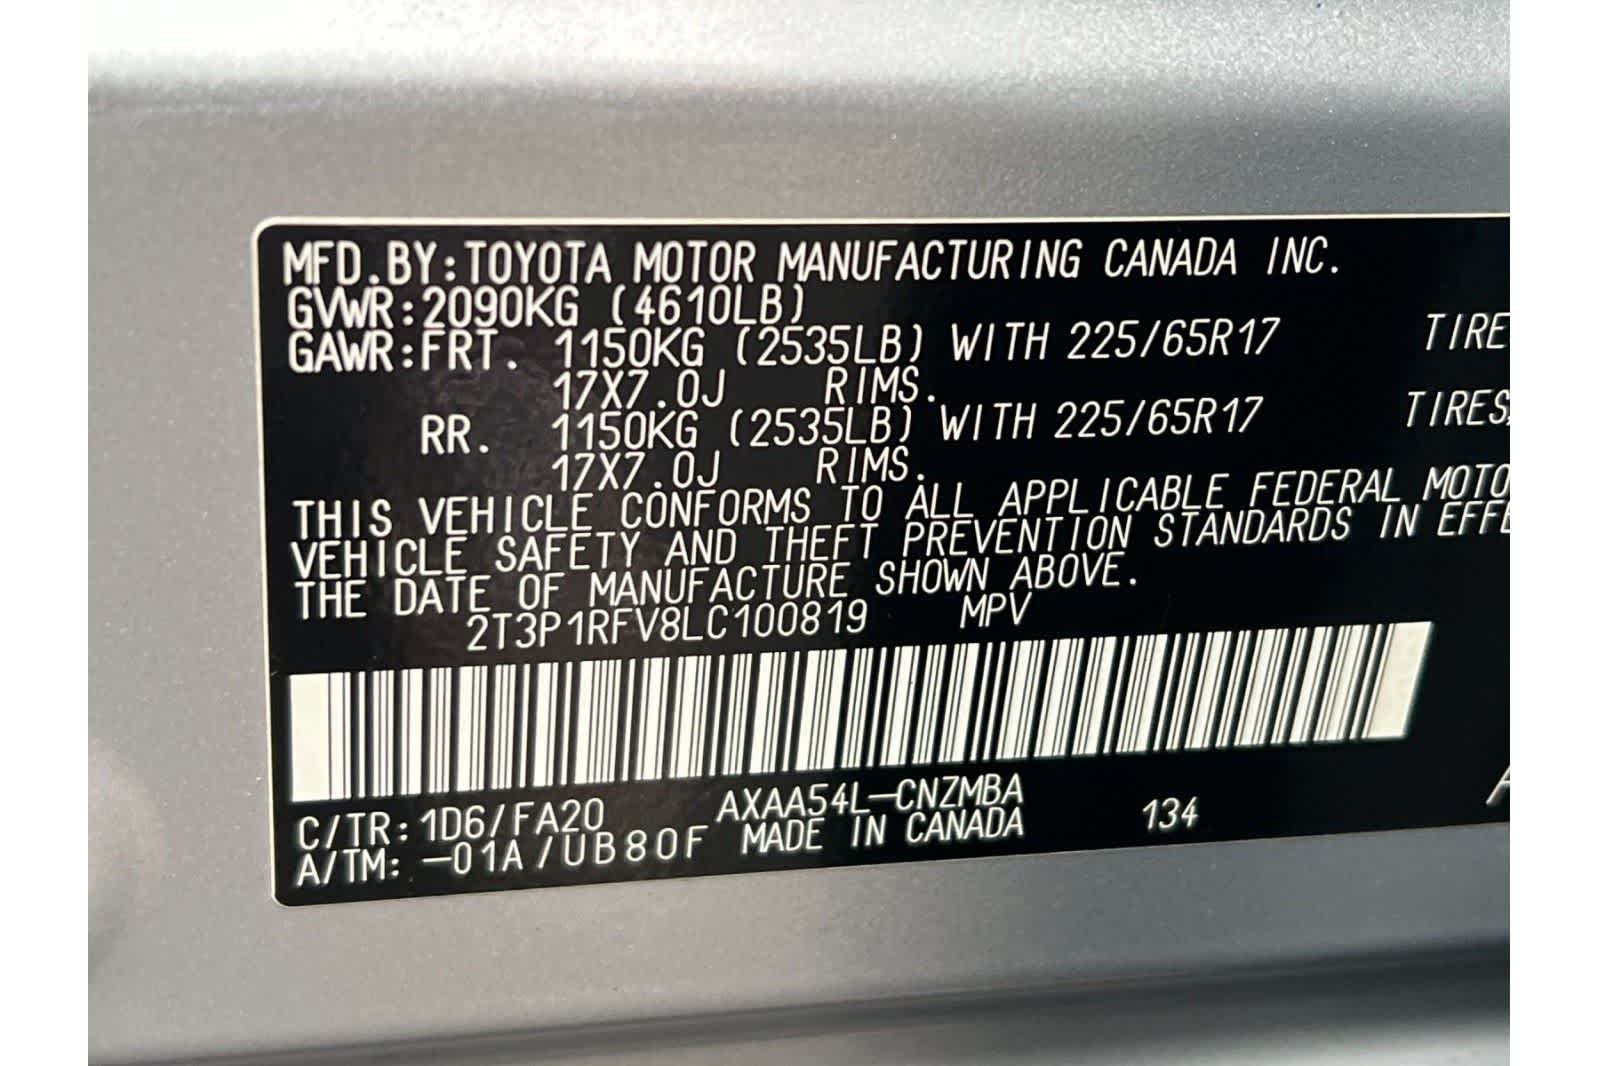 MFD.BY:TOYOTA MOTOR MANUFACTURING CANADA INC.
GVWR:2090KG (4610LB)
GAWR:FRT. 1150KG (2535LB) WITH 225/65R17 TIRE
17X7.0J RIMS.
RR. 1150KG (2535LB) WITH 225/65R17 TIRES,
17X7.0J RIMS.
THIS VEHICLE CONFORMS TO ALL APPLICABLE FEDERAL MOTO
VEHICLE SAFETY AND THEFT PREVENTION STANDARDS IN EFFE
THE DATE OF MANUFACTURE SHOWN ABOVE.
2T3P1RFV8LC100819 MPV
C/TR: 1D6/FA20 AXAA54L-CNZMBA 134
A/TM: -01A/UB80F MADE IN CANADA